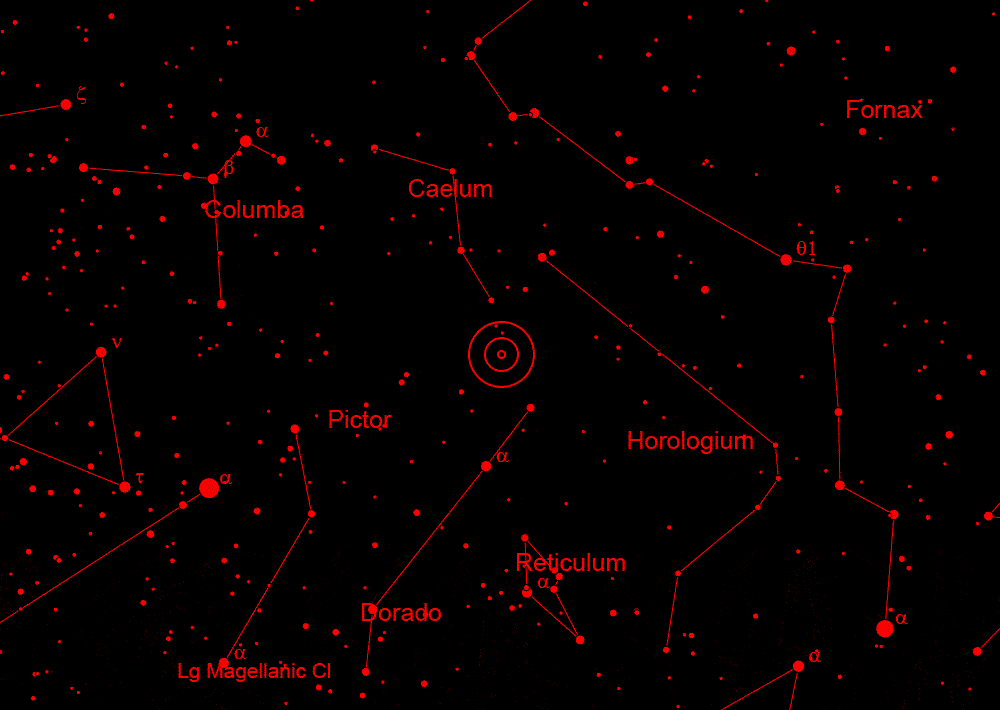 ζ
Fornax
α
β
Caelum
Columba
θ1
ν
Pictor
Horologium
α
τ
α
Reticulum
α
Dorado
α
α
α
Lg Magellanic Cl